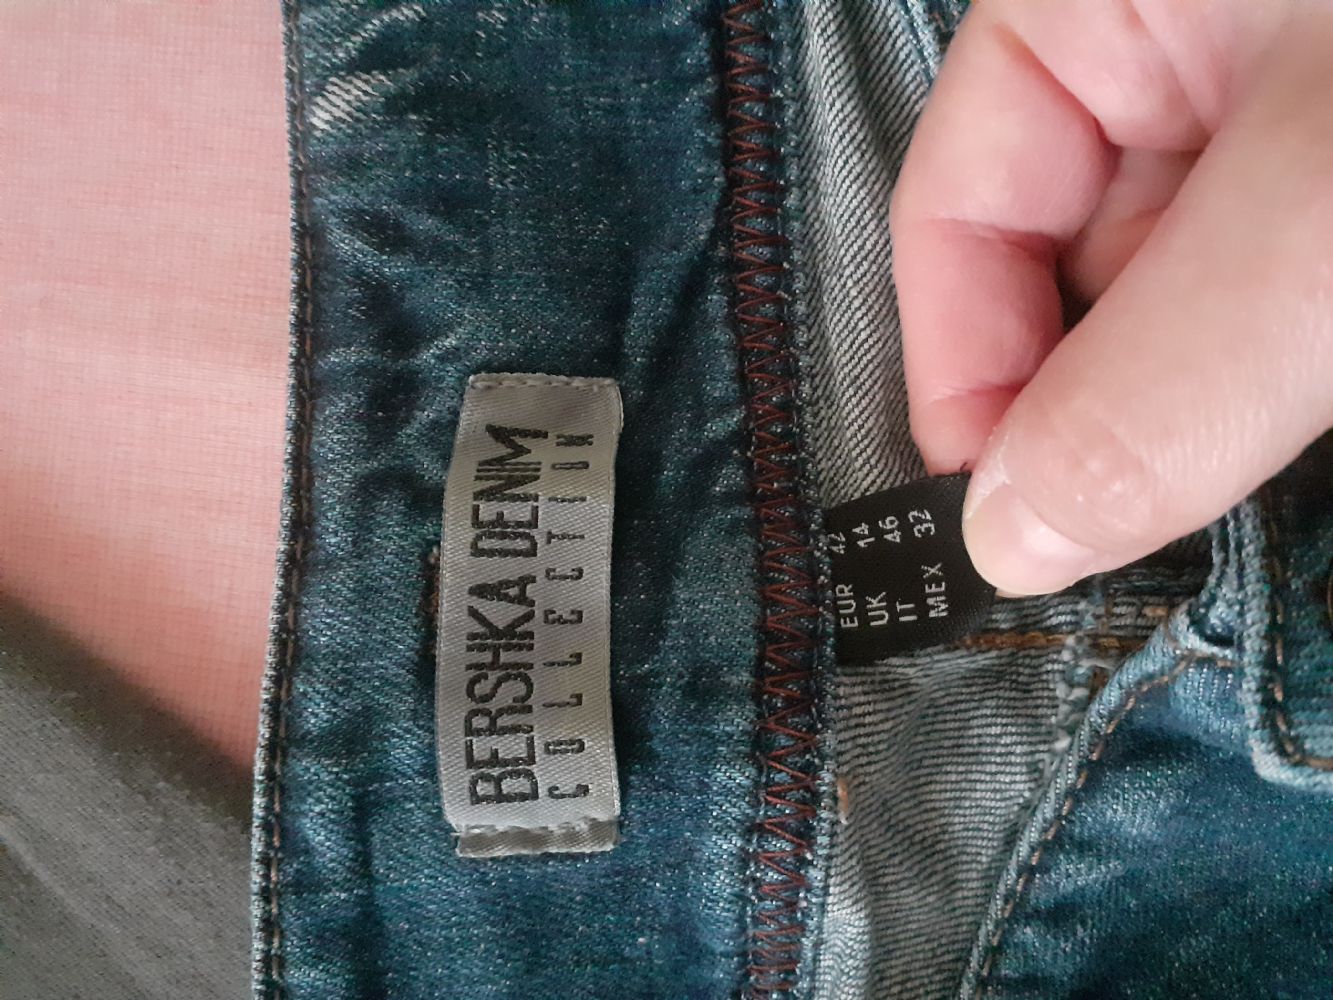 BERSHKA DENIM
COLLECTION
EUR 42
UK 14
IT 46
MEX 32